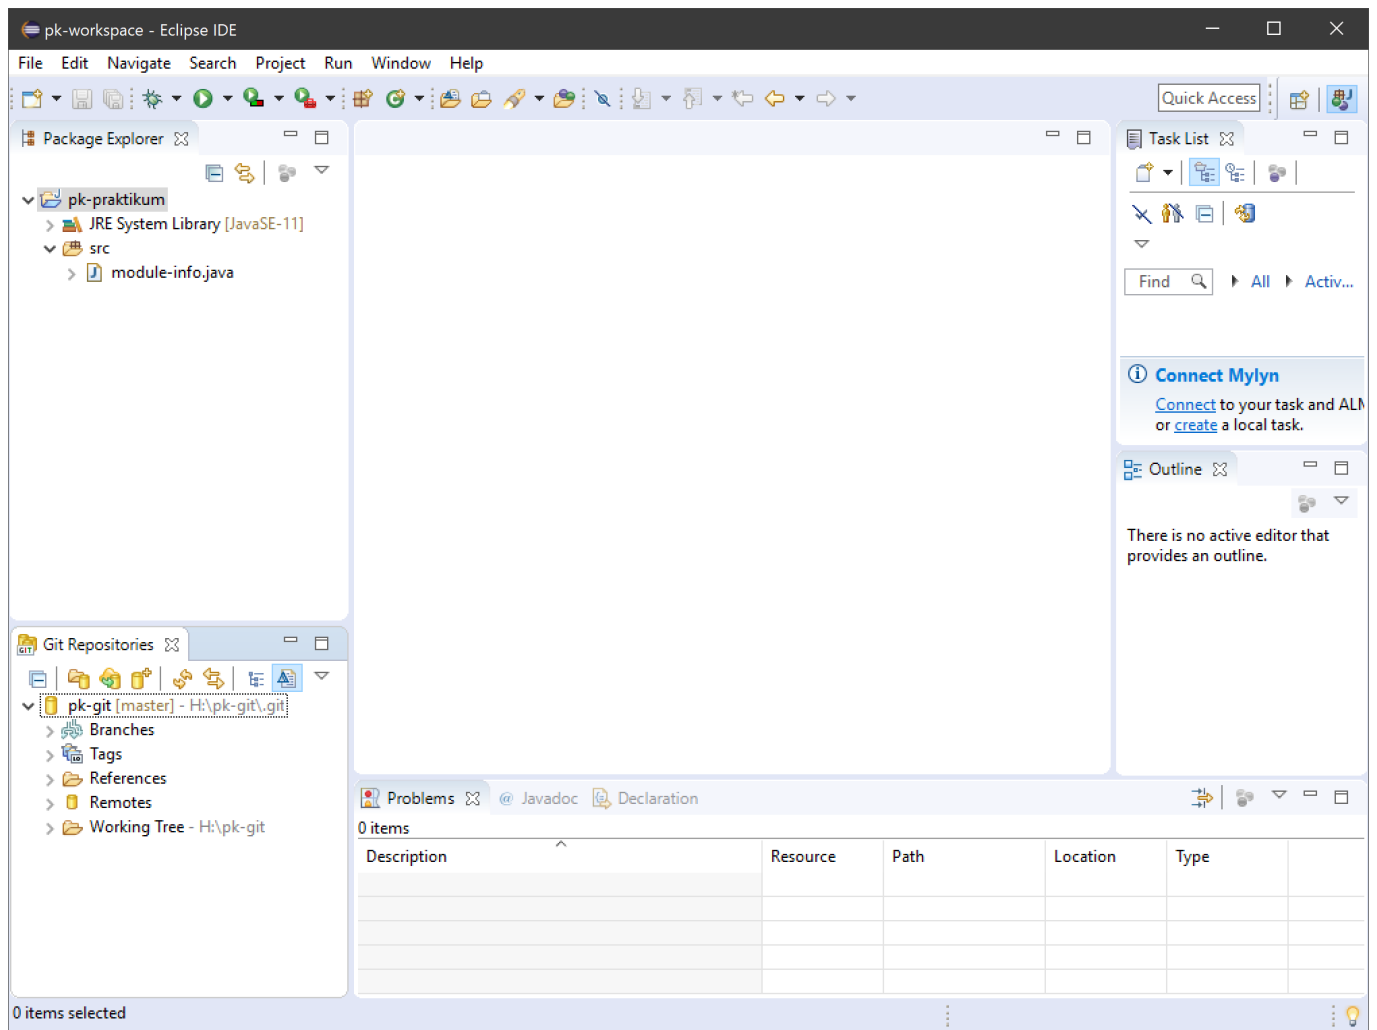 pk-workspace - Eclipse IDE
File Edit Navigate Search Project Run Window Help
Quick Access
Package Explorer
pk-praktikum
JRE System Library [JavaSE-11]
src
module-info.java
Task List
Find All Activ...
Connect Mylyn
Connect to your task and ALM
or create a local task.
Outline
There is no active editor that
provides an outline.
Git Repositories
pk-git [master] - H:\pk-git\.git
Branches
Tags
References
Remotes
Working Tree - H:\pk-git
Problems @ Javadoc Declaration
0 items
Description Resource Path Location Type
0 items selected